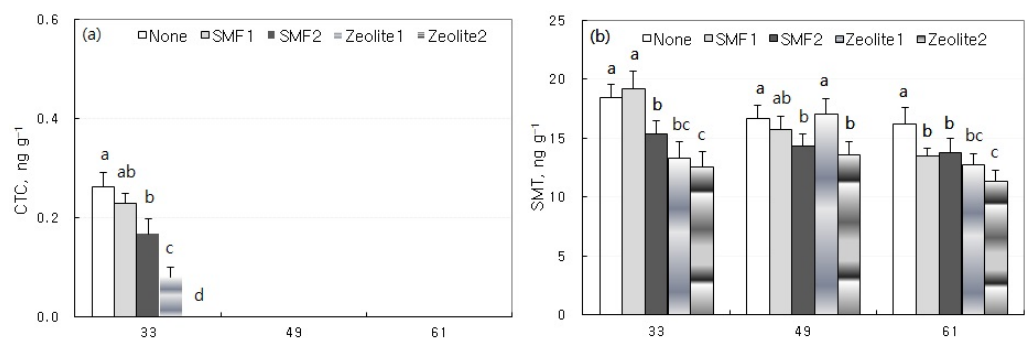 (a)
None SMF1 SMF2 Zeolite1 Zeolite2
CTC, ng g⁻¹
0.6
0.4
0.2
0.0
a
ab
b
c
d
33 49 61
(b)
None SMF1 SMF2 Zeolite1 Zeolite2
SMT, ng g⁻¹
25
20
15
10
5
0
a a b bc c
a ab b a b
a b b bc c
33 49 61